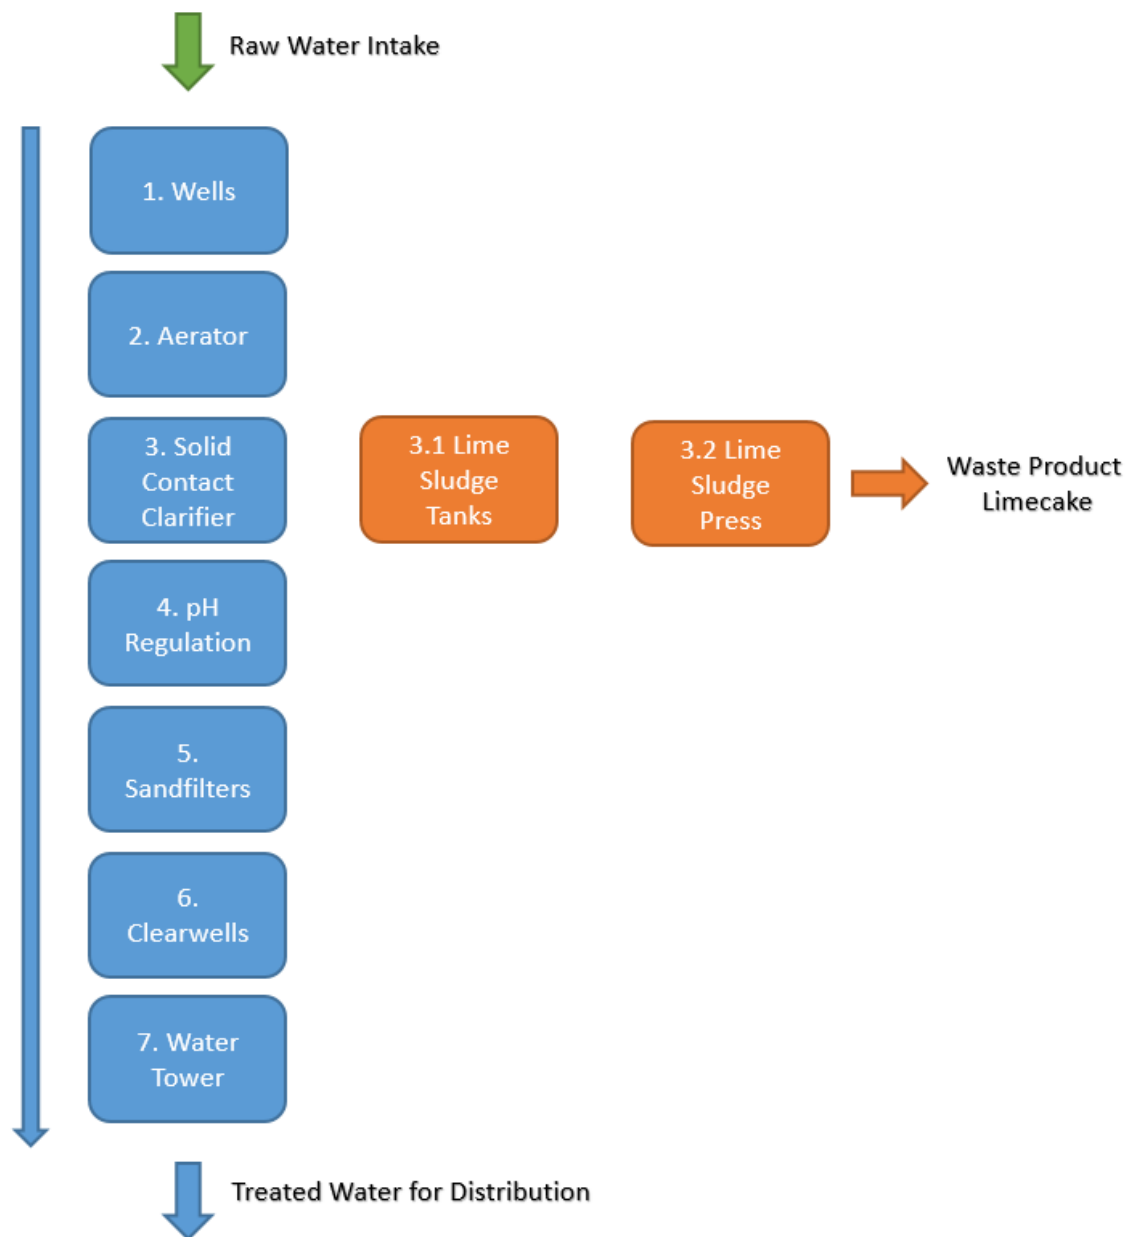 Raw Water Intake
1. Wells
2. Aerator
3. Solid
Contact
Clarifier
3.1 Lime
Sludge
Tanks
3.2 Lime
Sludge
Press
Waste Product
Limecake
4. pH
Regulation
5.
Sandfilters
6.
Clearwells
7. Water
Tower
Treated Water for Distribution